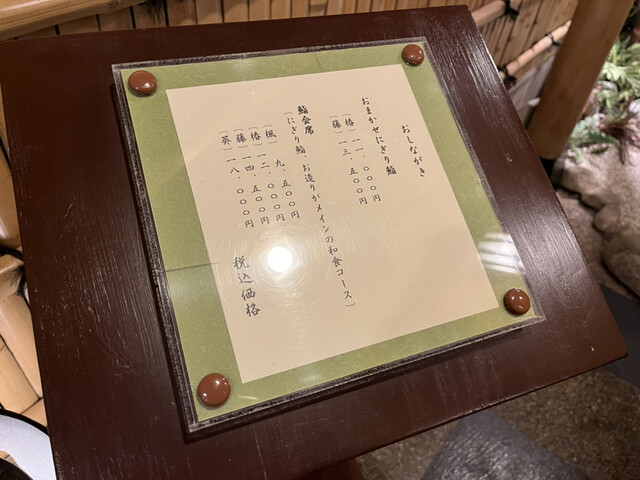 おしながき
おまかせにぎり鮨
〔椿〕一一、〇〇〇円
〔藤〕一三、五〇〇円
鮨会席
〔にぎり鮨、お造りがメインの和食コース〕
〔楓〕 九、五〇〇円
〔椿〕一二、〇〇〇円
〔藤〕一四、五〇〇円
〔葵〕一八、〇〇〇円
税込価格